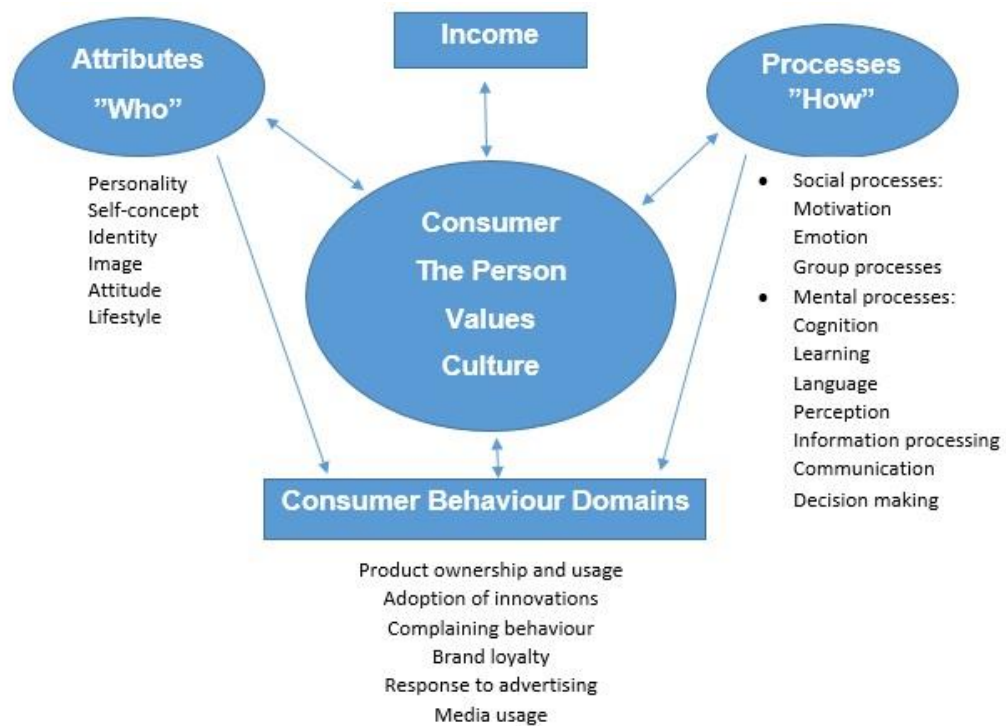 Attributes
”Who”
Income
Processes
”How”
Personality
Self-concept
Identity
Image
Attitude
Lifestyle
Consumer
The Person
Values
Culture
• Social processes:
Motivation
Emotion
Group processes
• Mental processes:
Cognition
Learning
Language
Perception
Information processing
Communication
Decision making
Consumer Behaviour Domains
Product ownership and usage
Adoption of innovations
Complaining behaviour
Brand loyalty
Response to advertising
Media usage